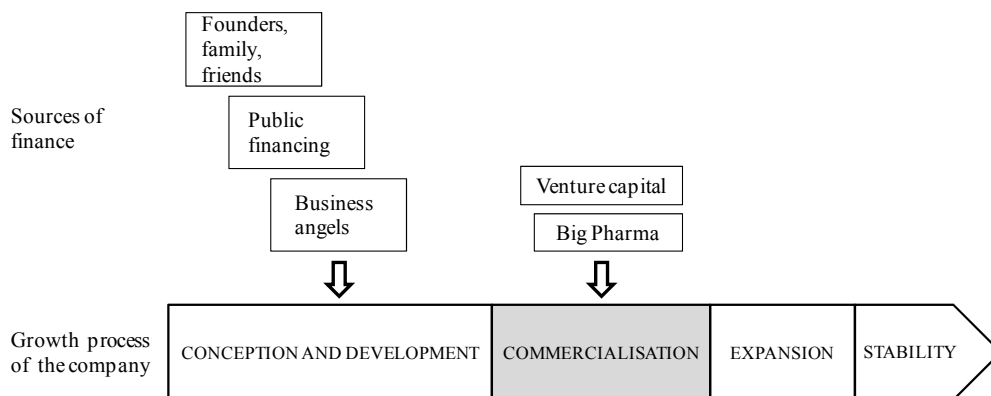 Founders,
family,
friends
Sources of
finance
Public
financing
Business
angels
Venture capital
Big Pharma
Growth process
of the company
CONCEPTION AND DEVELOPMENT
COMMERCIALISATION
EXPANSION
STABILITY